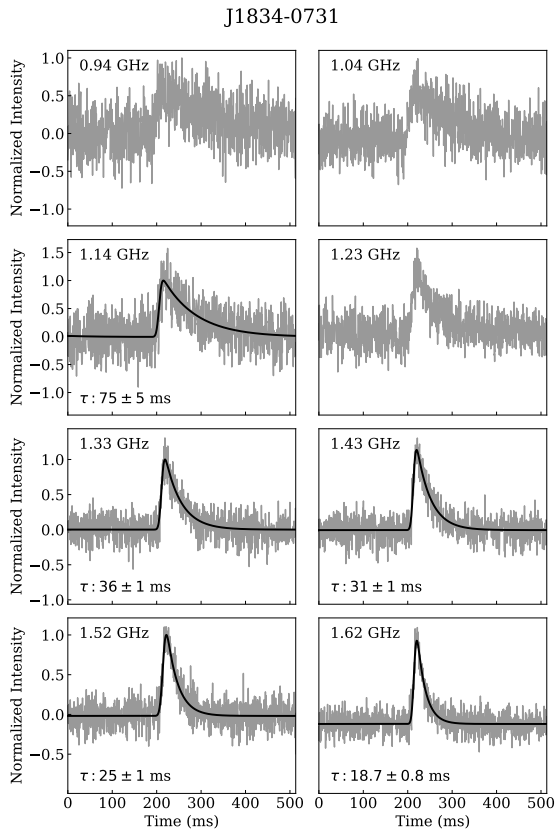 J1834-0731
0.94 GHz
1.04 GHz
Normalized Intensity
1.0
0.5
0.0
−0.5
−1.0
1.14 GHz
1.23 GHz
Normalized Intensity
1.5
1.0
0.5
0.0
−0.5
−1.0
τ : 75 ± 5 ms
1.33 GHz
1.43 GHz
Normalized Intensity
1.0
0.5
0.0
−0.5
−1.0
τ : 36 ± 1 ms
τ : 31 ± 1 ms
1.52 GHz
1.62 GHz
Normalized Intensity
1.0
0.5
0.0
−0.5
τ : 25 ± 1 ms
τ : 18.7 ± 0.8 ms
0 100 200 300 400 500
0 100 200 300 400 500
Time (ms)
Time (ms)